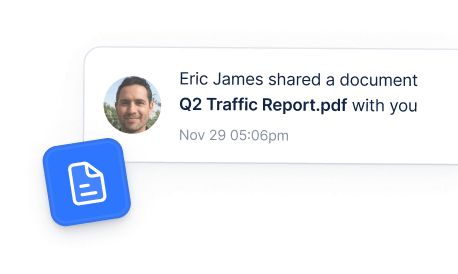 Eric James shared a document
Q2 Traffic Report.pdf with you
Nov 29 05:06pm